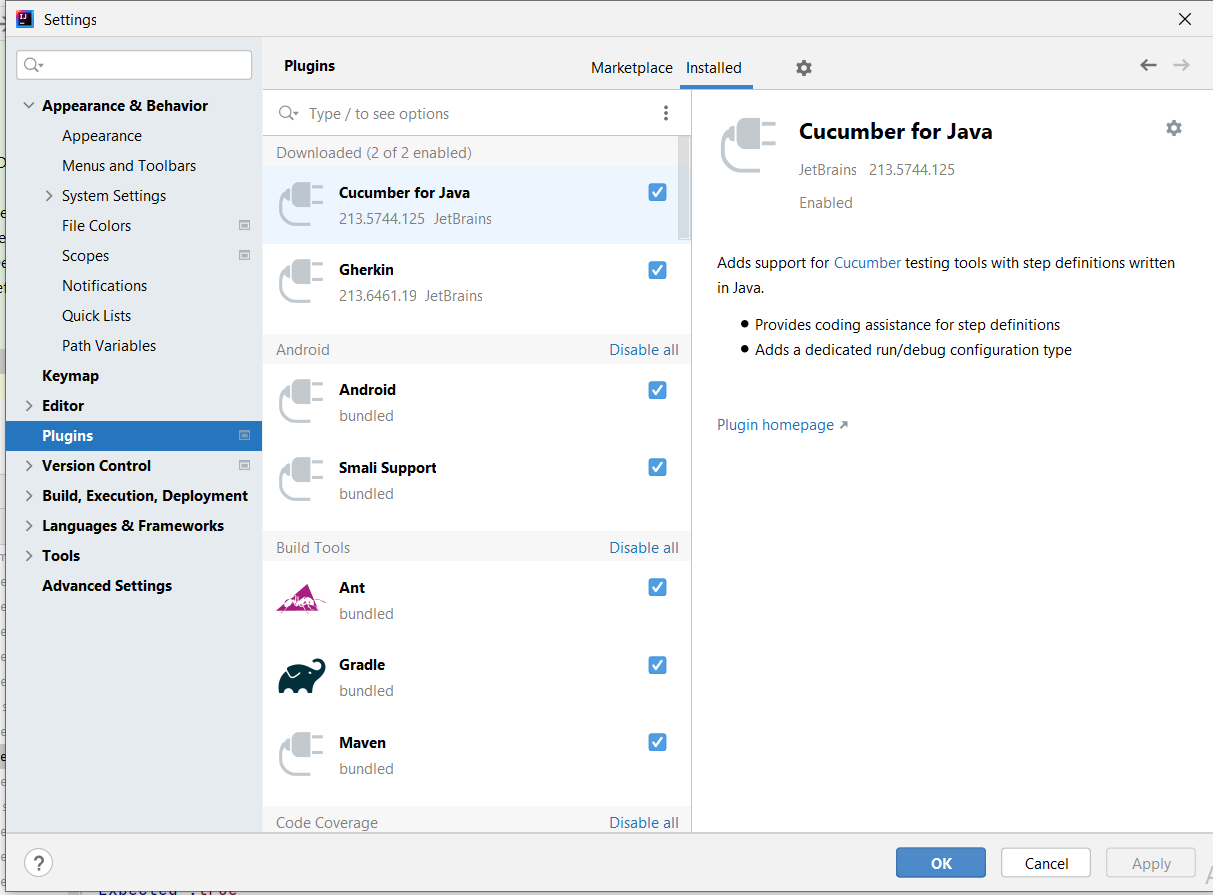 Settings
Plugins
Marketplace
Installed
Appearance & Behavior
Appearance
Menus and Toolbars
System Settings
File Colors
Scopes
Notifications
Quick Lists
Path Variables
Keymap
Editor
Plugins
Version Control
Build, Execution, Deployment
Languages & Frameworks
Tools
Advanced Settings
Type / to see options
Downloaded (2 of 2 enabled)
Cucumber for Java
213.5744.125 JetBrains
Gherkin
213.6461.19 JetBrains
Android Disable all
Android
bundled
Smali Support
bundled
Build Tools Disable all
Ant
bundled
Gradle
bundled
Maven
bundled
Code Coverage Disable all
Cucumber for Java
JetBrains 213.5744.125
Enabled
Adds support for Cucumber testing tools with step definitions written
in Java.
Provides coding assistance for step definitions
Adds a dedicated run/debug configuration type
Plugin homepage
?
OK
Cancel
Apply